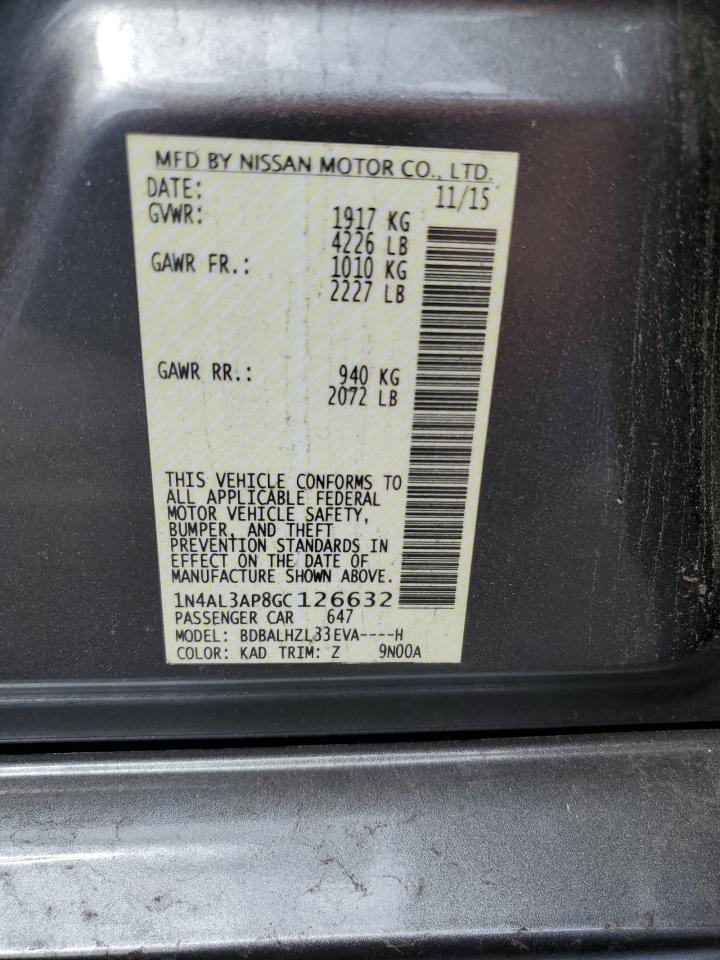 MFD BY NISSAN MOTOR CO., LTD.
DATE: 11/15
GVWR: 1917 KG
4226 LB
GAWR FR.: 1010 KG
2227 LB
GAWR RR.: 940 KG
2072 LB
THIS VEHICLE CONFORMS TO
ALL APPLICABLE FEDERAL
MOTOR VEHICLE SAFETY,
BUMPER, AND THEFT
PREVENTION STANDARDS IN
EFFECT ON THE DATE OF
MANUFACTURE SHOWN ABOVE.
1N4AL3AP8GC126632
PASSENGER CAR 647
MODEL: BDBALHZL33EVA----H
COLOR: KAD TRIM: Z 9N00A